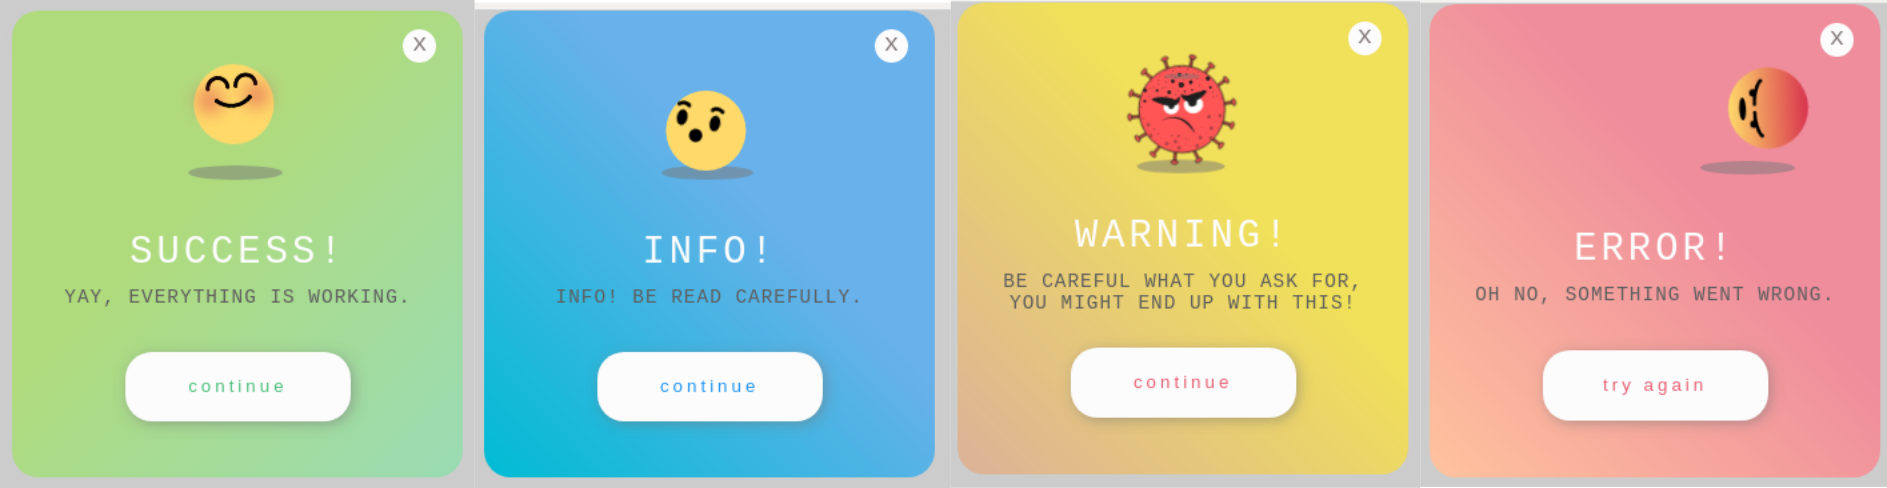 X
SUCCESS!
YAY, EVERYTHING IS WORKING.
continue
X
INFO!
INFO! BE READ CAREFULLY.
continue
X
WARNING!
BE CAREFUL WHAT YOU ASK FOR,
YOU MIGHT END UP WITH THIS!
continue
X
ERROR!
OH NO, SOMETHING WENT WRONG.
try again